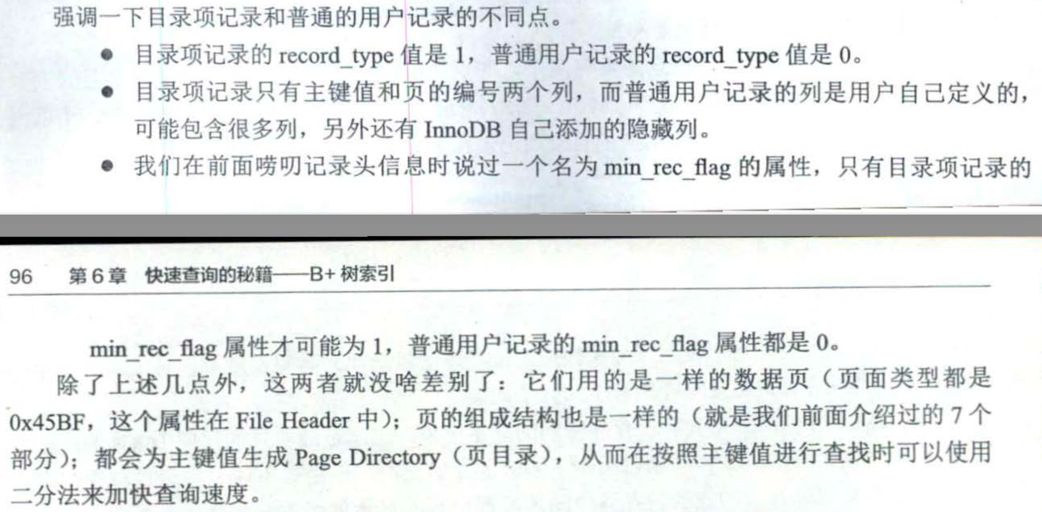 强调一下目录项记录和普通的用户记录的不同点。
● 目录项记录的 record_type 值是 1，普通用户记录的 record_type 值是 0。
● 目录项记录只有主键值和页的编号两个列，而普通用户记录的列是用户自己定义的，
可能包含很多列，另外还有 InnoDB 自己添加的隐藏列。
● 我们在前面唠叨记录头信息时说过一个名为 min_rec_flag 的属性，只有目录项记录的
96 第 6 章 快速查询的秘籍——B+ 树索引
min_rec_flag 属性才可能为 1，普通用户记录的 min_rec_flag 属性都是 0。
除了上述几点外，这两者就没啥差别了：它们用的是一样的数据页（页面类型都是
0x45BF，这个属性在 File Header 中）；页的组成结构也是一样的（就是我们前面介绍过的 7 个
部分）；都会为主键值生成 Page Directory（页目录），从而在按照主键值进行查找时可以使用
二分法来加快查询速度。